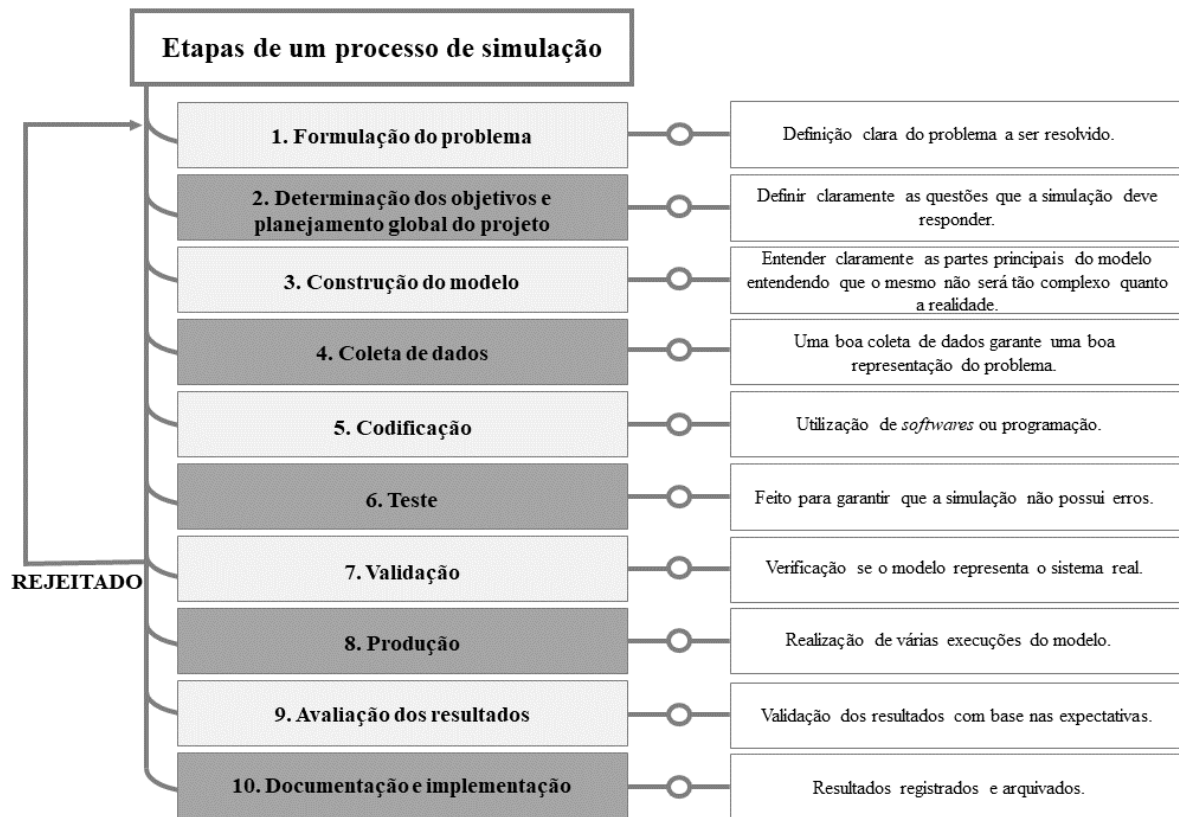 Etapas de um processo de simulação
1. Formulação do problema
Definição clara do problema a ser resolvido.
2. Determinação dos objetivos e
planejamento global do projeto
Definir claramente as questões que a simulação deve
responder.
3. Construção do modelo
Entender claramente as partes principais do modelo
entendendo que o mesmo não será tão complexo quanto
a realidade.
4. Coleta de dados
Uma boa coleta de dados garante uma boa
representação do problema.
5. Codificação
Utilização de softwares ou programação.
6. Teste
Feito para garantir que a simulação não possui erros.
REJEITADO
7. Validação
Verificação se o modelo representa o sistema real.
8. Produção
Realização de várias execuções do modelo.
9. Avaliação dos resultados
Validação dos resultados com base nas expectativas.
10. Documentação e implementação
Resultados registrados e arquivados.